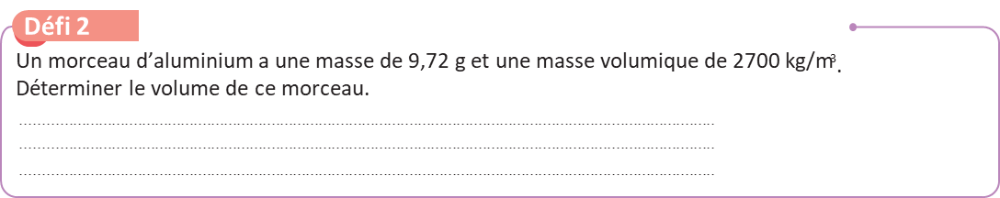 Défi 2
Un morceau d’aluminium a une masse de 9,72 g et une masse volumique de 2700 kg/m³.
Déterminer le volume de ce morceau.